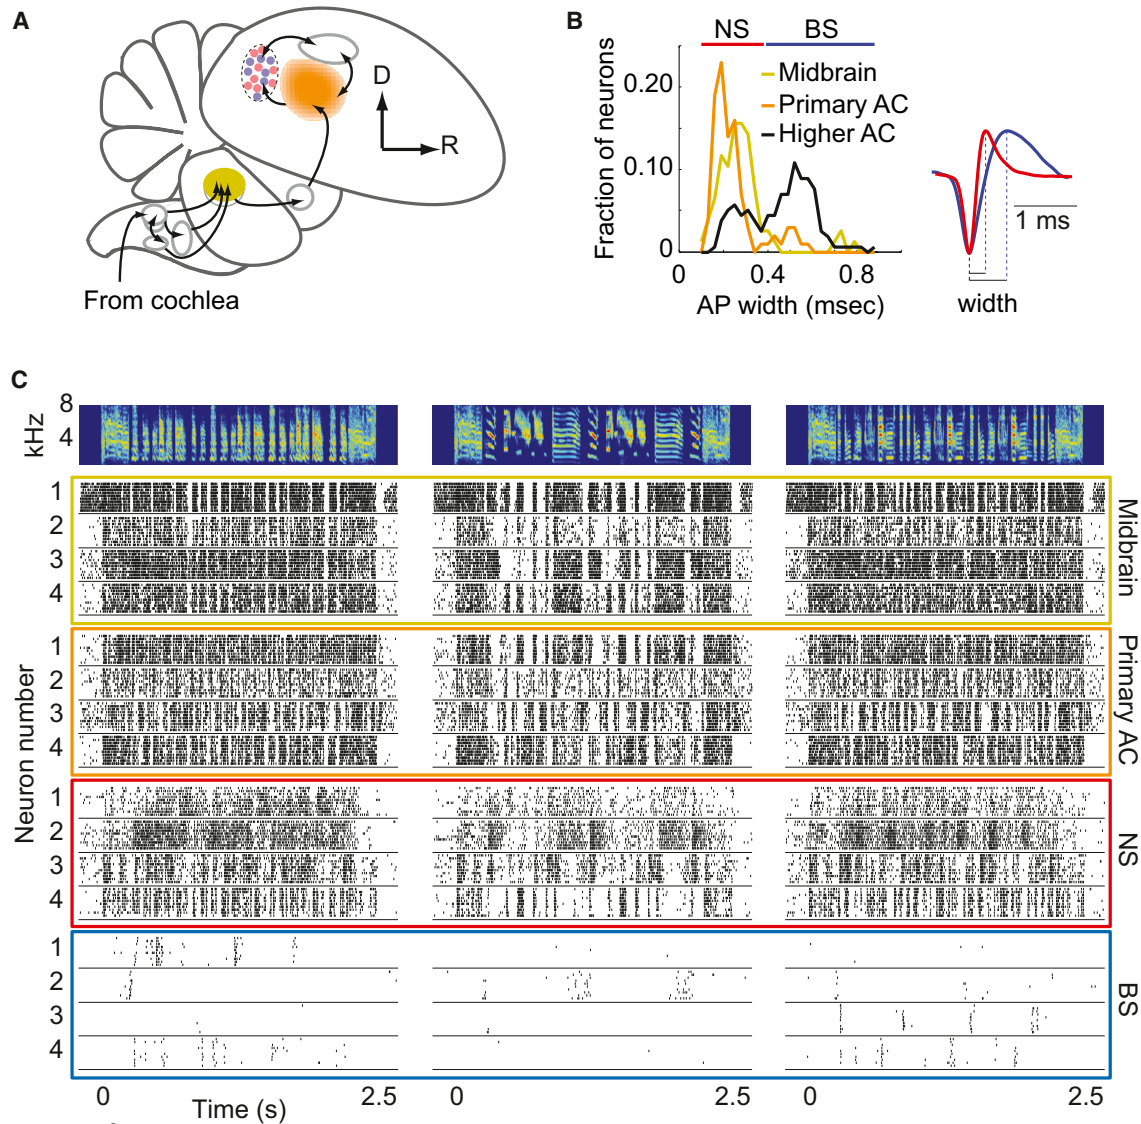 A
D
R
From cochlea
B
NS BS
Fraction of neurons
0.20
0.10
0
0 0.4 0.8
AP width (msec)
Midbrain
Primary AC
Higher AC
1 ms
width
C
kHz
8
4
Neuron number
1
2
3
4
Midbrain
1
2
3
4
Primary AC
1
2
3
4
NS
1
2
3
4
BS
0 2.5 0 2.5 0 2.5
Time (s)